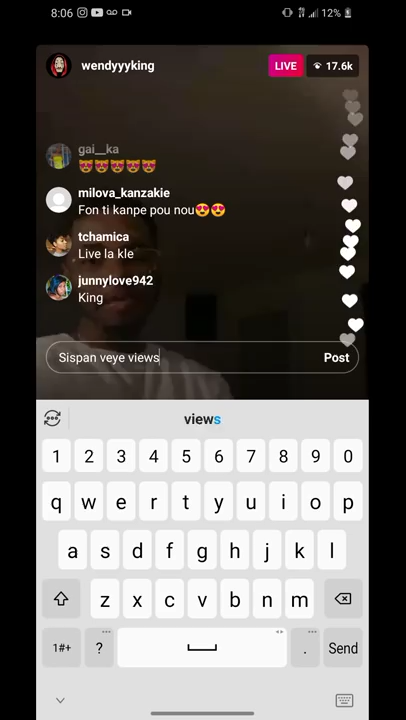 8:06
12%
wendyyyking
LIVE
17.6k
gai__ka
😻😻😻😻😻
milova_kanzakie
Fon ti kanpe pou nou😍😍
tchamica
Live la kle
junnylove942
King
Sispan veye views
Post
views
1 2 3 4 5 6 7 8 9 0
q w e r t y u i o p
a s d f g h j k l
z x c v b n m
1#+ ? . Send